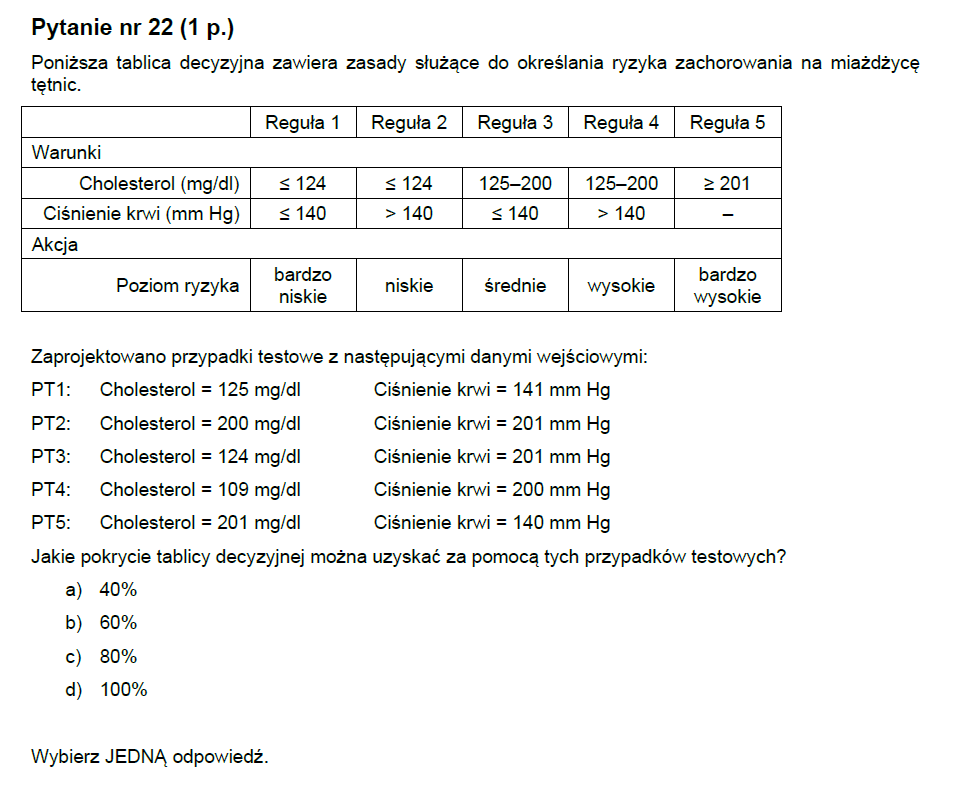 Pytanie nr 22 (1 p.)
Poniższa tablica decyzyjna zawiera zasady służące do określania ryzyka zachorowania na miażdżycę
tętnic.
Reguła 1 Reguła 2 Reguła 3 Reguła 4 Reguła 5
Warunki
Cholesterol (mg/dl) ≤ 124 ≤ 124 125–200 125–200 ≥ 201
Ciśnienie krwi (mm Hg) ≤ 140 > 140 ≤ 140 > 140 –
Akcja
Poziom ryzyka bardzo niskie niskie średnie wysokie bardzo wysokie
Zaprojektowano przypadki testowe z następującymi danymi wejściowymi:
PT1: Cholesterol = 125 mg/dl Ciśnienie krwi = 141 mm Hg
PT2: Cholesterol = 200 mg/dl Ciśnienie krwi = 201 mm Hg
PT3: Cholesterol = 124 mg/dl Ciśnienie krwi = 201 mm Hg
PT4: Cholesterol = 109 mg/dl Ciśnienie krwi = 200 mm Hg
PT5: Cholesterol = 201 mg/dl Ciśnienie krwi = 140 mm Hg
Jakie pokrycie tablicy decyzyjnej można uzyskać za pomocą tych przypadków testowych?
a) 40%
b) 60%
c) 80%
d) 100%
Wybierz JEDNĄ odpowiedź.